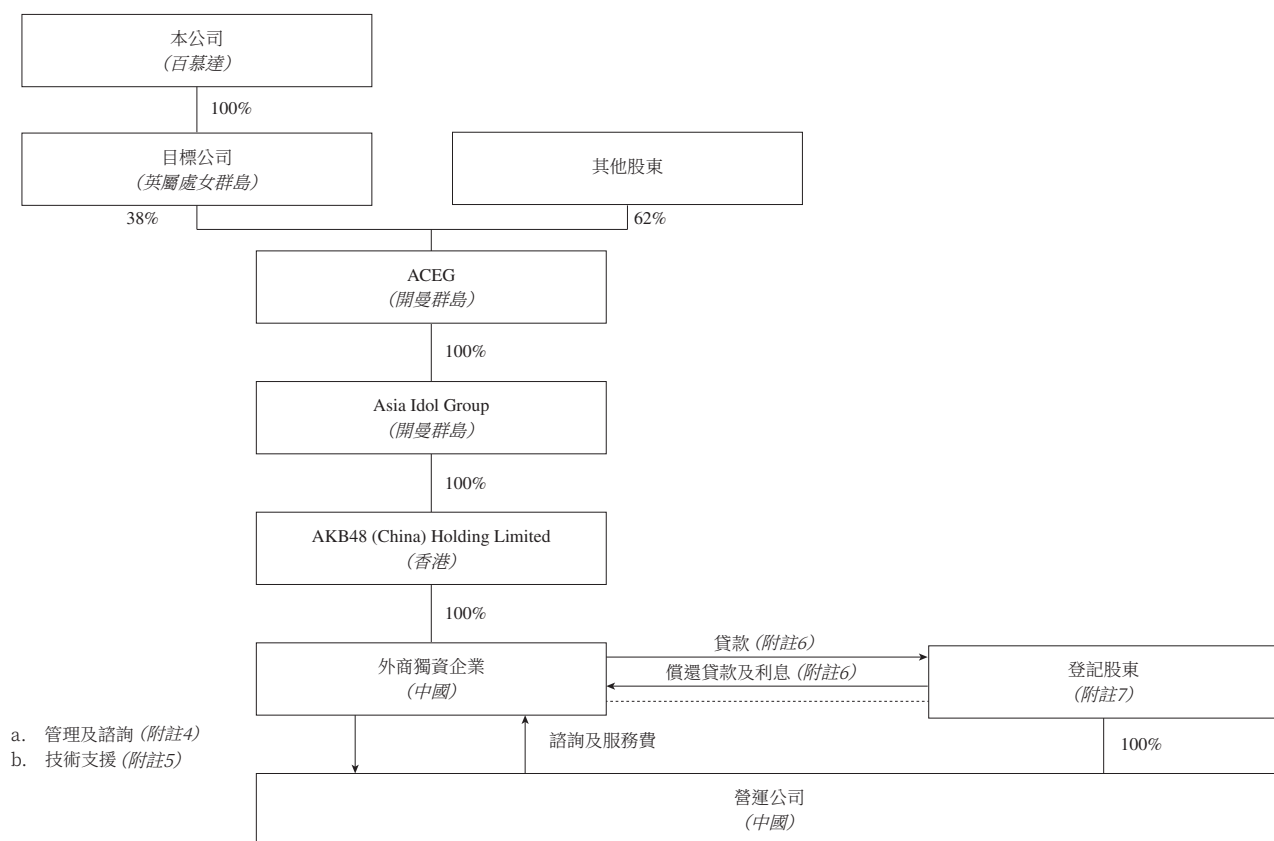 本公司
(百慕達)
100%
目標公司
(英屬處女群島)
其他股東
38%
62%
ACEG
(開曼群島)
100%
Asia Idol Group
(開曼群島)
100%
AKB48 (China) Holding Limited
(香港)
100%
外商獨資企業
(中國)
貸款 (附註6)
償還貸款及利息 (附註6)
登記股東
(附註7)
a. 管理及諮詢 (附註4)
b. 技術支援 (附註5)
諮詢及服務費
100%
營運公司
(中國)